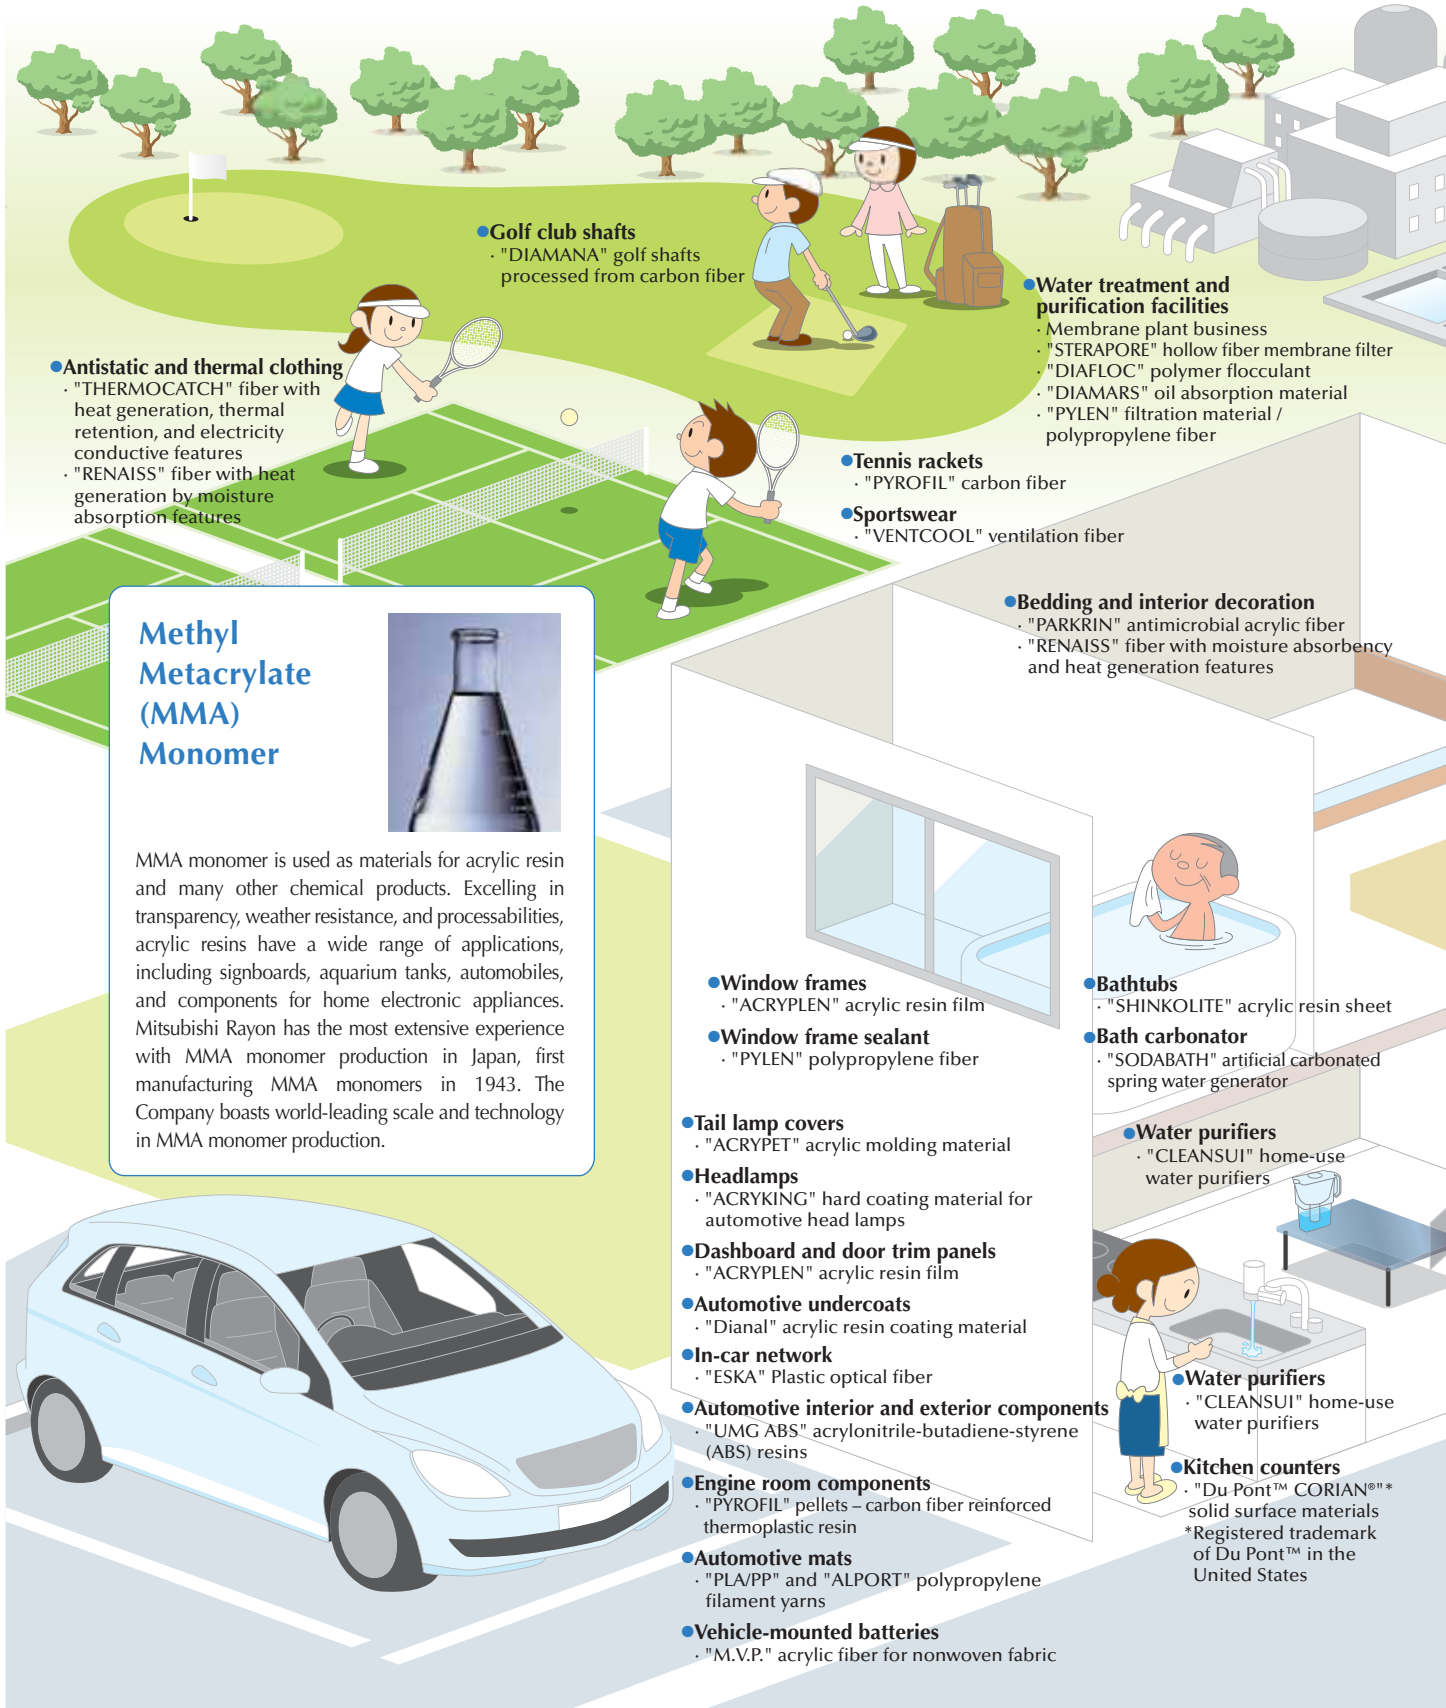 ●Golf club shafts
· "DIAMANA" golf shafts
processed from carbon fiber
●Water treatment and
purification facilities
· Membrane plant business
· "STERAPORE" hollow fiber membrane filter
· "DIAFLOC" polymer flocculant
· "DIAMARS" oil absorption material
· "PYLEN" filtration material /
polypropylene fiber
●Antistatic and thermal clothing
· "THERMOCATCH" fiber with
heat generation, thermal
retention, and electricity
conductive features
· "RENAISS" fiber with heat
generation by moisture
absorption features
●Tennis rackets
· "PYROFIL" carbon fiber
●Sportswear
· "VENTCOOL" ventilation fiber
●Bedding and interior decoration
· "PARKRIN" antimicrobial acrylic fiber
· "RENAISS" fiber with moisture absorbency
and heat generation features
Methyl
Metacrylate
(MMA)
Monomer
MMA monomer is used as materials for acrylic resin
and many other chemical products. Excelling in
transparency, weather resistance, and processabilities,
acrylic resins have a wide range of applications,
including signboards, aquarium tanks, automobiles,
and components for home electronic appliances.
Mitsubishi Rayon has the most extensive experience
with MMA monomer production in Japan, first
manufacturing MMA monomers in 1943. The
Company boasts world-leading scale and technology
in MMA monomer production.
●Window frames
· "ACRYPLEN" acrylic resin film
●Window frame sealant
· "PYLEN" polypropylene fiber
●Bathtubs
· "SHINKOLITE" acrylic resin sheet
●Bath carbonator
· "SODABATH" artificial carbonated
spring water generator
●Tail lamp covers
· "ACRYPET" acrylic molding material
●Headlamps
· "ACRYKING" hard coating material for
automotive head lamps
●Dashboard and door trim panels
· "ACRYPLEN" acrylic resin film
●Automotive undercoats
· "Dianal" acrylic resin coating material
●In-car network
· "ESKA" Plastic optical fiber
●Automotive interior and exterior components
· "UMG ABS" acrylonitrile-butadiene-styrene
(ABS) resins
●Engine room components
· "PYROFIL" pellets – carbon fiber reinforced
thermoplastic resin
●Automotive mats
· "PLA/PP" and "ALPORT" polypropylene
filament yarns
●Vehicle-mounted batteries
· "M.V.P." acrylic fiber for nonwoven fabric
●Water purifiers
· "CLEANSUI" home-use
water purifiers
●Water purifiers
· "CLEANSUI" home-use
water purifiers
●Kitchen counters
· "Du Pont™ CORIAN®"*
solid surface materials
*Registered trademark
of Du Pont™ in the
United States